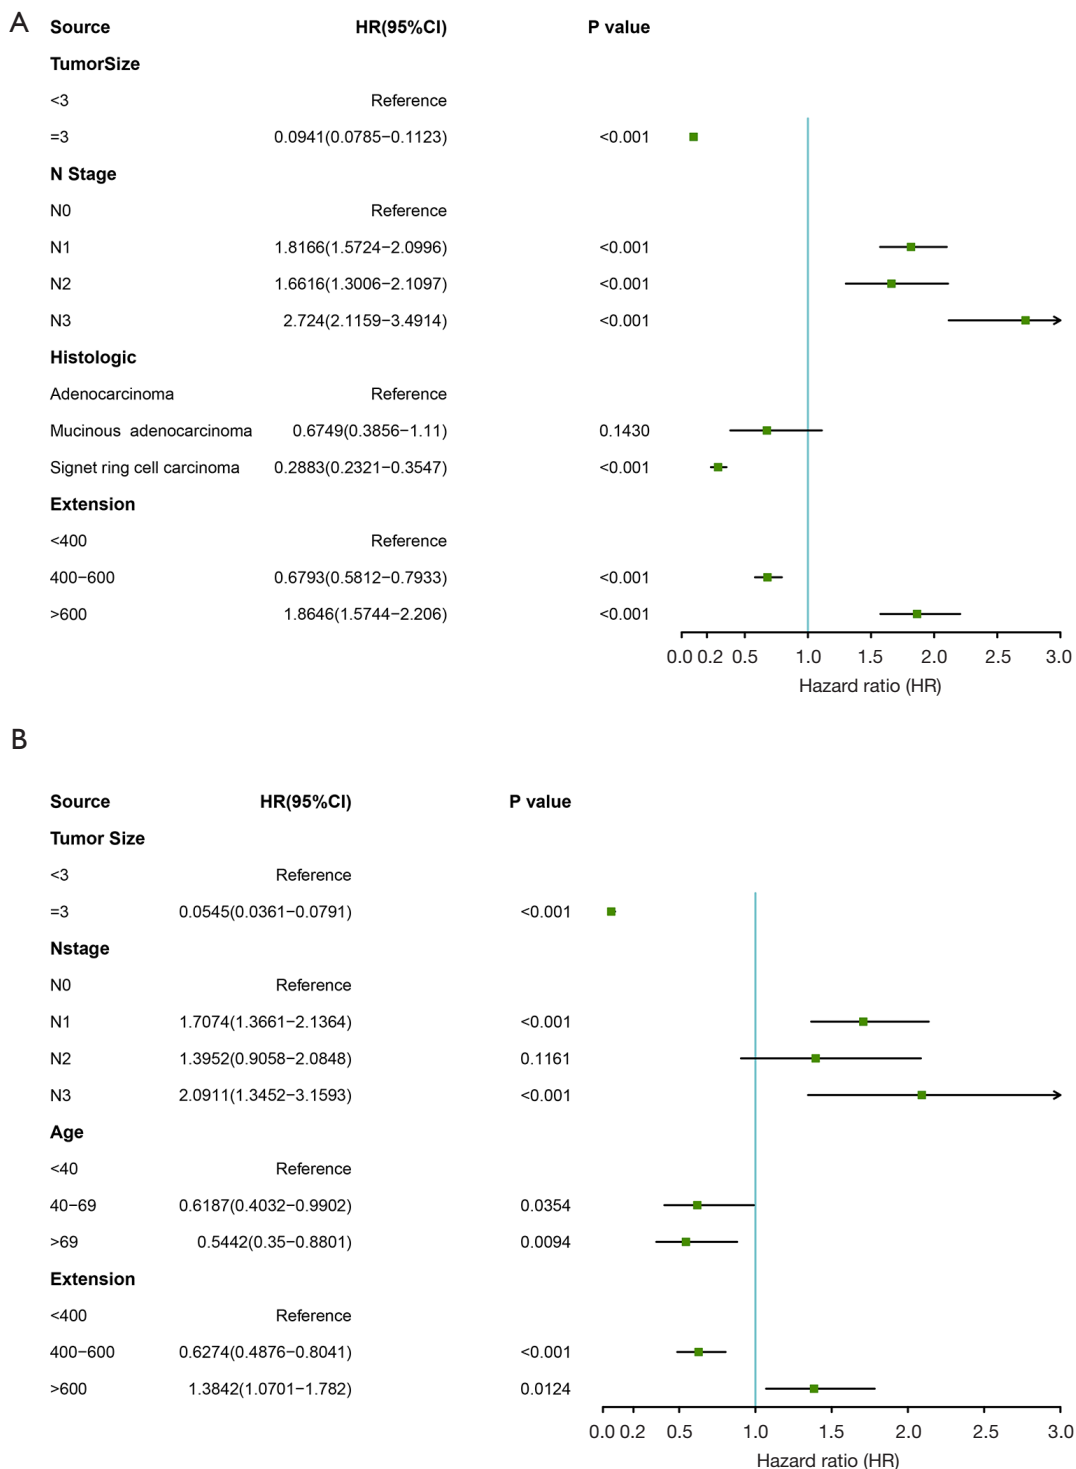 A
Source HR(95%CI) P value
TumorSize
<3 Reference
=3 0.0941(0.0785−0.1123) <0.001
N Stage
N0 Reference
N1 1.8166(1.5724−2.0996) <0.001
N2 1.6616(1.3006−2.1097) <0.001
N3 2.724(2.1159−3.4914) <0.001
Histologic
Adenocarcinoma Reference
Mucinous adenocarcinoma 0.6749(0.3856−1.11) 0.1430
Signet ring cell carcinoma 0.2883(0.2321−0.3547) <0.001
Extension
<400 Reference
400−600 0.6793(0.5812−0.7933) <0.001
>600 1.8646(1.5744−2.206) <0.001
0.0 0.2 0.5 1.0 1.5 2.0 2.5 3.0
Hazard ratio (HR)
B
Source HR(95%CI) P value
Tumor Size
<3 Reference
=3 0.0545(0.0361−0.0791) <0.001
Nstage
N0 Reference
N1 1.7074(1.3661−2.1364) <0.001
N2 1.3952(0.9058−2.0848) 0.1161
N3 2.0911(1.3452−3.1593) <0.001
Age
<40 Reference
40−69 0.6187(0.4032−0.9902) 0.0354
>69 0.5442(0.35−0.8801) 0.0094
Extension
<400 Reference
400−600 0.6274(0.4876−0.8041) <0.001
>600 1.3842(1.0701−1.782) 0.0124
0.0 0.2 0.5 1.0 1.5 2.0 2.5 3.0
Hazard ratio (HR)